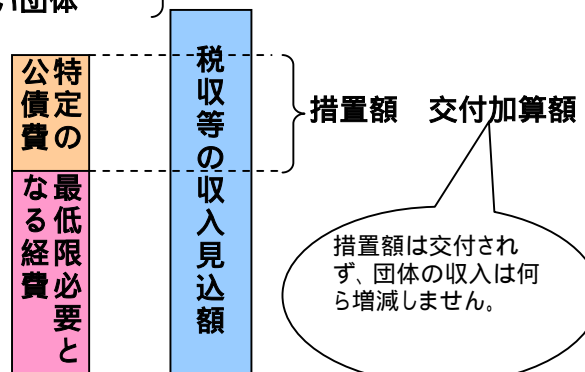 い団体
特定の
公債費
最低限必要と
なる経費
税収等の収入見込額
措置額　交付加算額
措置額は交付され
ず、団体の収入は何
ら増減しません。